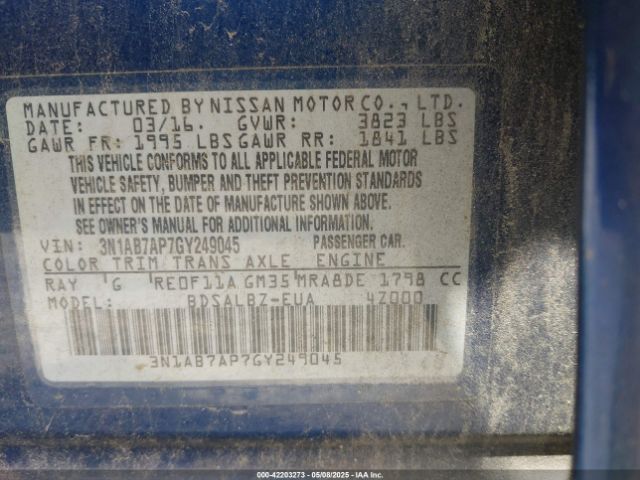 MANUFACTURED BY NISSAN MOTOR CO., LTD.
DATE: 03/16. GVWR: 3823 LBS
GAWR FR: 1995 LBS GAWR RR: 1841 LBS
THIS VEHICLE CONFORMS TO ALL APPLICABLE FEDERAL MOTOR
VEHICLE SAFETY, BUMPER AND THEFT PREVENTION STANDARDS
IN EFFECT ON THE DATE OF MANUFACTURE SHOWN ABOVE.
SEE OWNER'S MANUAL FOR ADDITIONAL INFORMATION.
VIN: 3N1AB7AP7GY249045 PASSENGER CAR.
COLOR TRIM TRANS AXLE ENGINE
RAY G RE0F11A GM35 MRA8DE 1798 CC
MODEL: BDSALBZ-EUA 4Z000
3N1AB7AP7GY249045
000-42203273 - 05/08/2025 - IAA Inc.